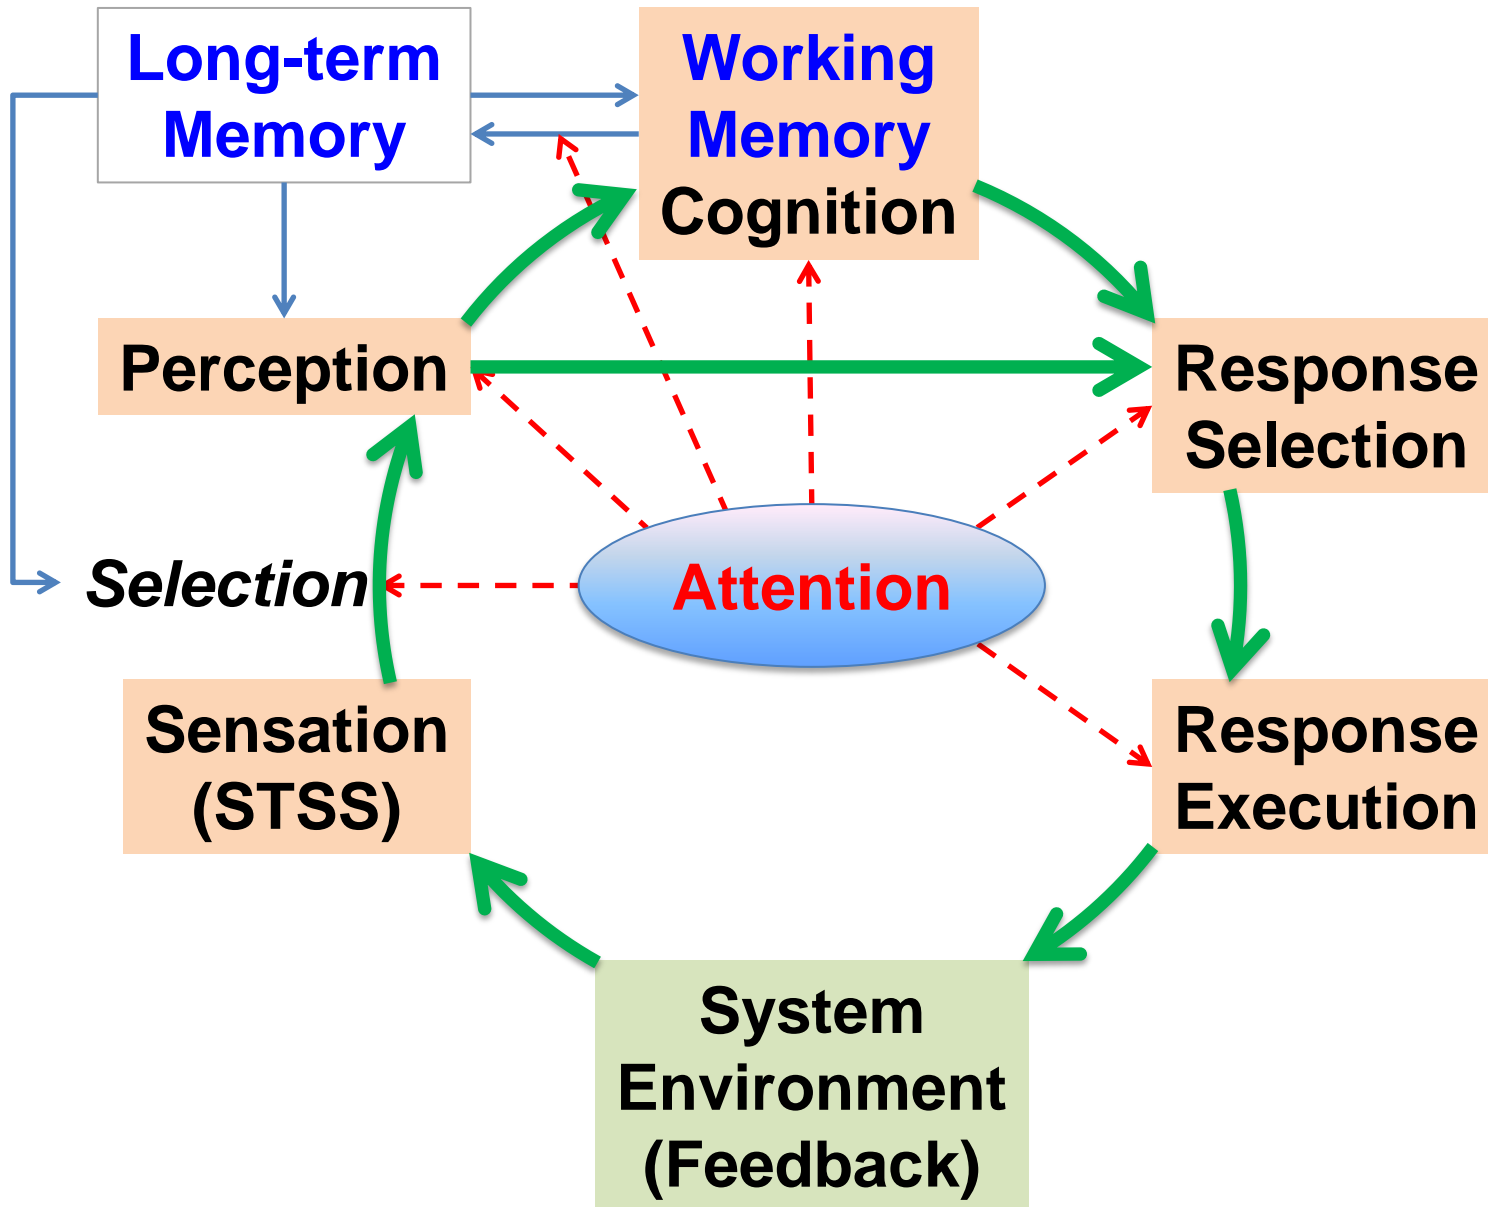 Long-term
Memory
Working
Memory
Cognition
Perception
Response
Selection
Selection
Attention
Sensation
(STSS)
Response
Execution
System
Environment
(Feedback)